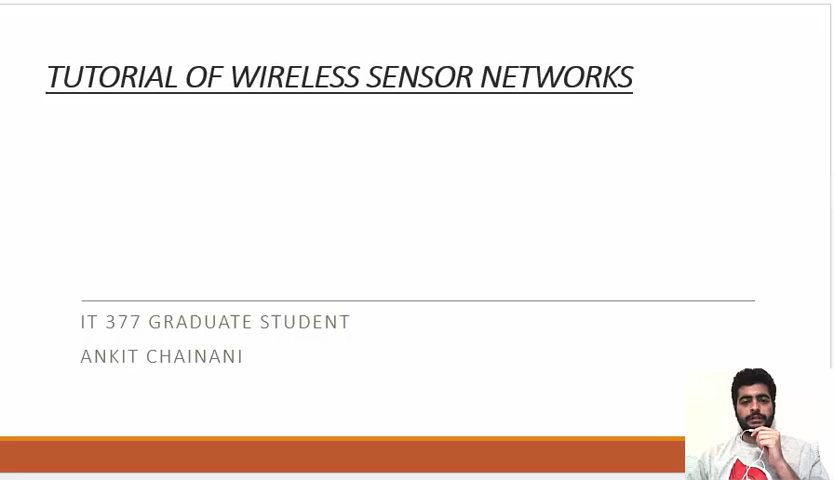 TUTORIAL OF WIRELESS SENSOR NETWORKS
IT 377 GRADUATE STUDENT
ANKIT CHAINANI